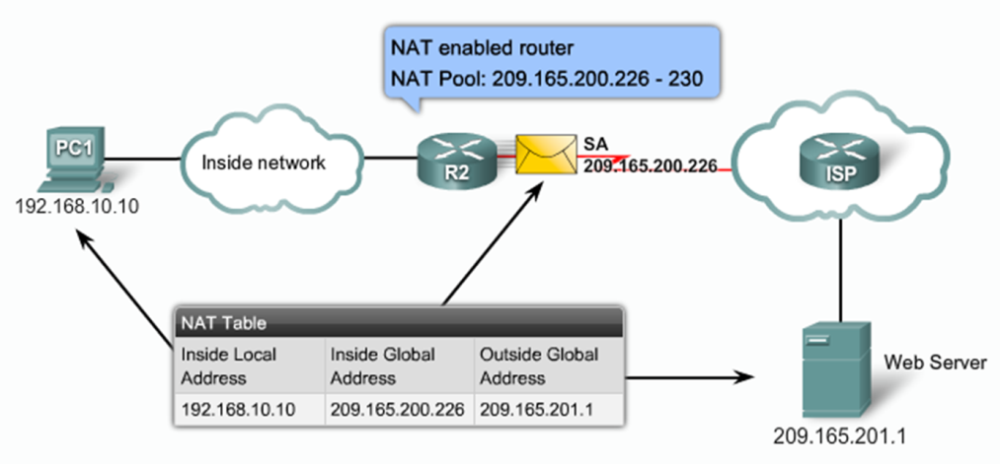 NAT enabled router
NAT Pool: 209.165.200.226 - 230
PC1
Inside network
R2
SA
209.165.200.226
ISP
192.168.10.10
NAT Table
Inside Local
Address
Inside Global
Address
Outside Global
Address
192.168.10.10
209.165.200.226
209.165.201.1
Web Server
209.165.201.1